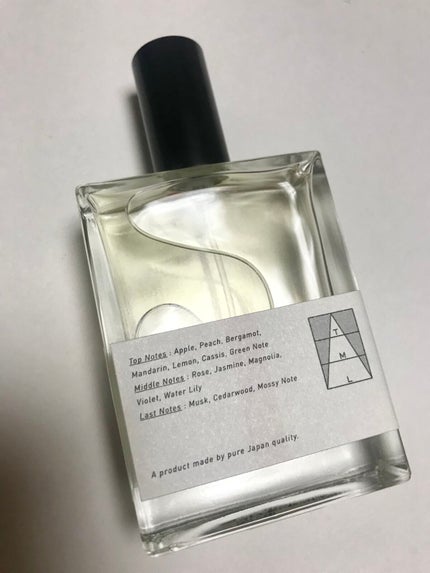 Top Notes : Apple, Peach, Bergamot,
Mandarin, Lemon, Cassis, Green Note
Middle Notes : Rose, Jasmine, Magnolia,
Violet, Water Lily
Last Notes : Musk, Cedarwood, Mossy Note
A product made by pure Japan quality.
T
M
L